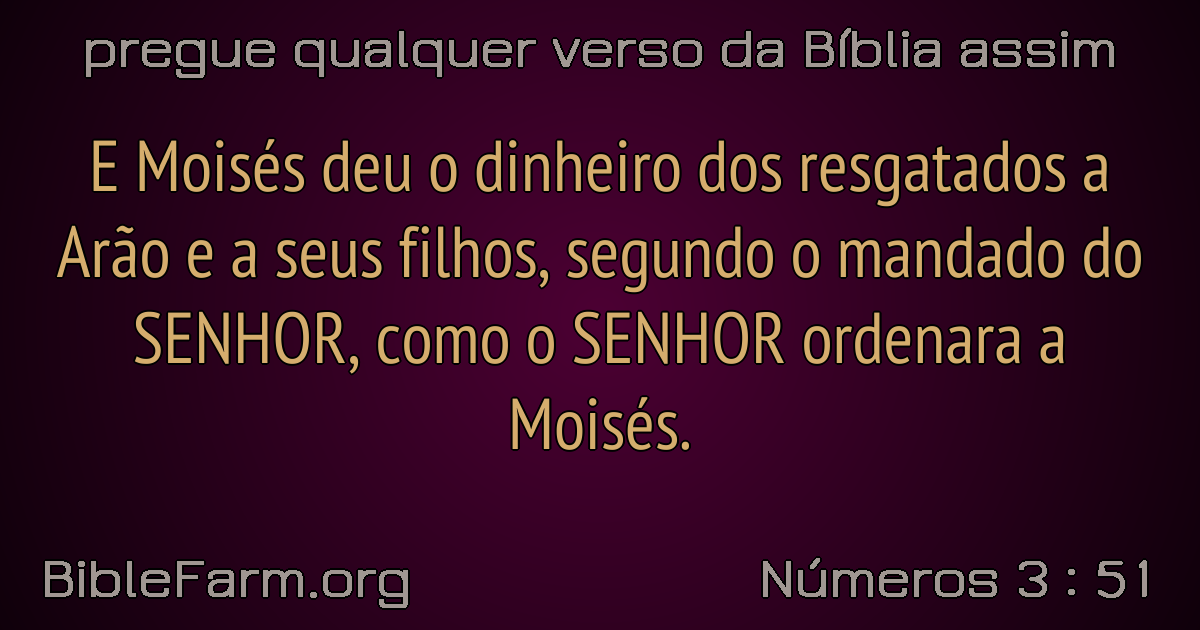 pregue qualquer verso da Bíblia assim
E Moisés deu o dinheiro dos resgatados a
Arão e a seus filhos, segundo o mandado do
SENHOR, como o SENHOR ordenara a
Moisés.
BibleFarm.org
Números 3 : 51